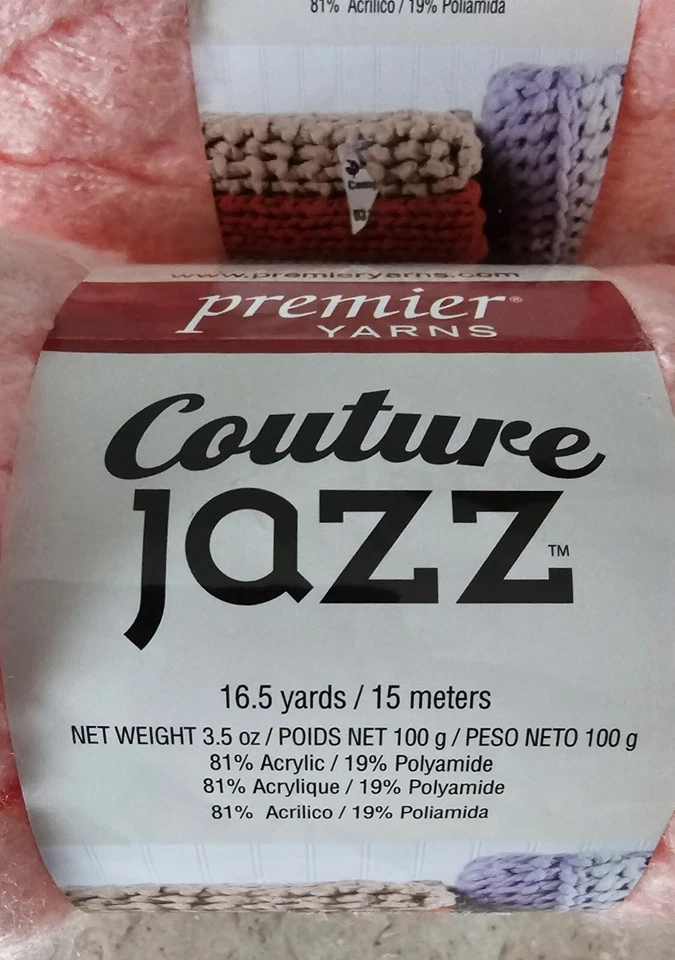 81% Acrilico / 19% Poliamida
www.premieryarns.com
premier®
YARNS
Couture
jazz™
16.5 yards / 15 meters
NET WEIGHT 3.5 oz / POIDS NET 100 g / PESO NETO 100 g
81% Acrylic / 19% Polyamide
81% Acrylique / 19% Polyamide
81% Acrilico / 19% Poliamida